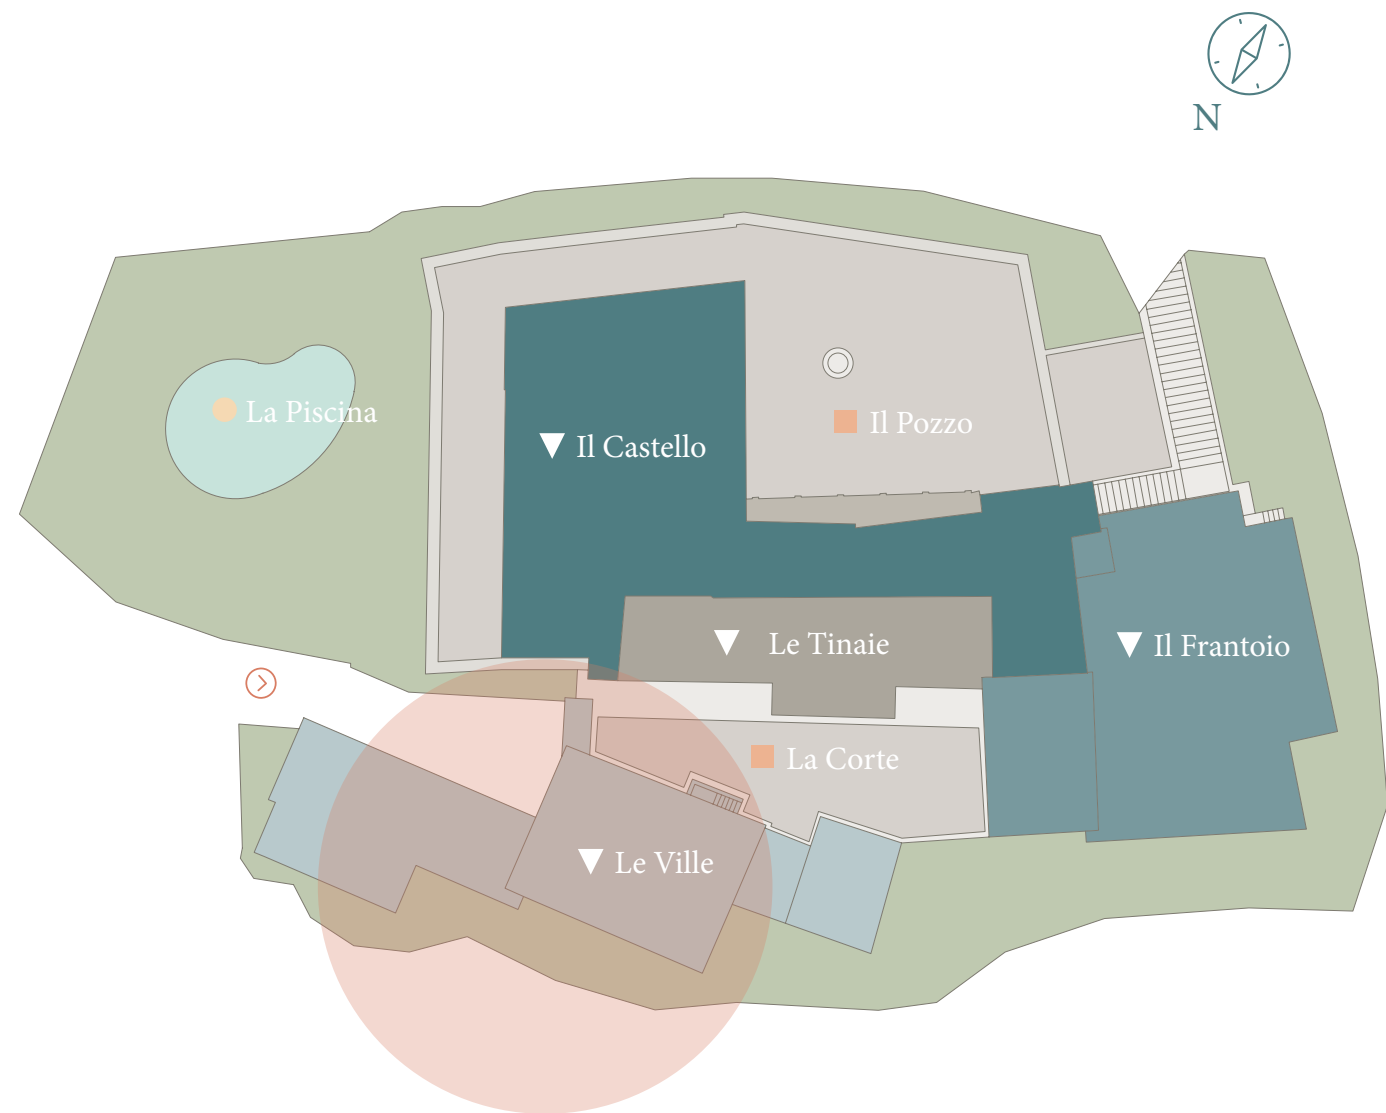 N
La Piscina
Il Pozzo
Il Castello
Le Tinaie
Il Frantoio
La Corte
Le Ville